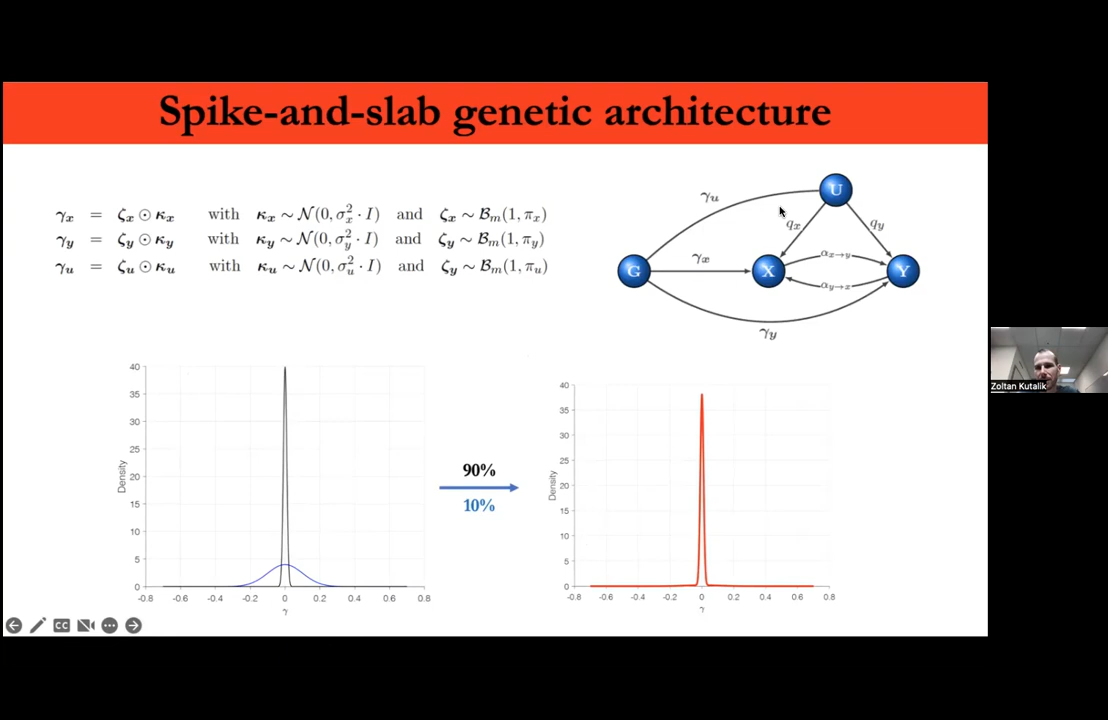 Spike-and-slab genetic architecture
γx = ζx ⊙ κx with κx ∼ N(0, σ²x · I) and ζx ∼ Bm(1, πx)
γy = ζy ⊙ κy with κy ∼ N(0, σ²y · I) and ζy ∼ Bm(1, πy)
γu = ζu ⊙ κu with κu ∼ N(0, σ²u · I) and ζy ∼ Bm(1, πu)
U
γu
qx
qy
G
γx
X
αx→y
αy→x
Y
γy
40
35
30
25
20
15
10
5
0
Density
-0.8 -0.6 -0.4 -0.2 0 0.2 0.4 0.6 0.8
γ
90%
10%
40
35
30
25
20
15
10
5
0
Density
-0.8 -0.6 -0.4 -0.2 0 0.2 0.4 0.6 0.8
γ
Zoltan Kutalik
CC